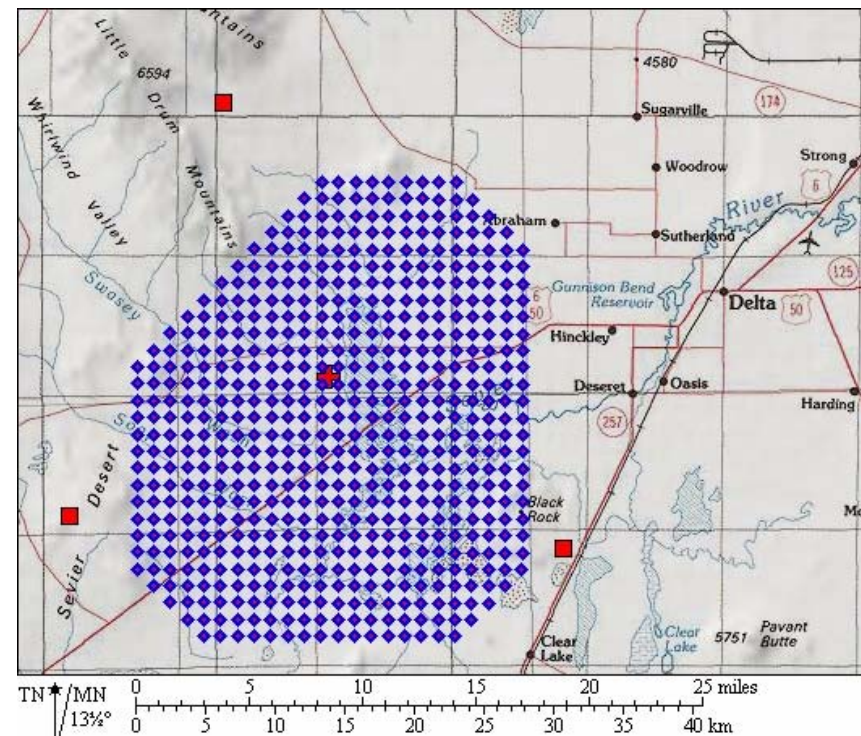 untains
Little
6594
Drum
Mountains
Whirlwind
Valley
Swasey
4580
174
Sugarville
Woodrow
Strong
6
River
Abraham
Sutherland
125
Gunnison Bend
Reservoir
6
50
Delta
50
Hinckley
Deseret
Oasis
Harding
257
Wash
Sevier
Desert
Black
Rock
Clear
Lake
Clear
Lake
5751
Pavant
Butte
TN
/MN
13½°
0 5 10 15 20 25 miles
0 5 10 15 20 25 30 35 40 km